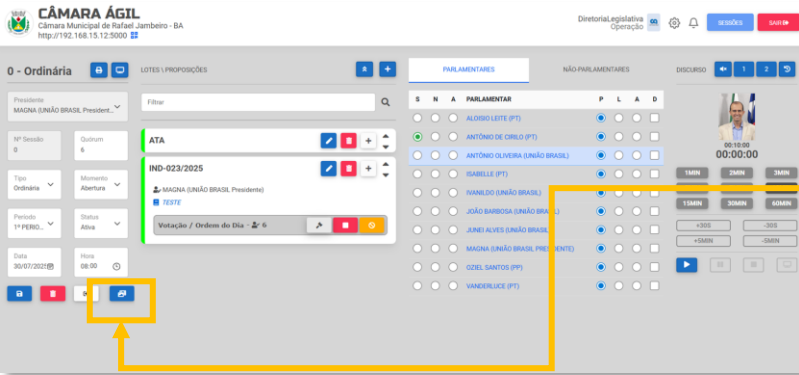 CÂMARA ÁGIL
Câmara Municipal de Rafael Jambeiro - BA
http://192.168.15.12:5000
DiretoriaLegislativa
Operação
SESSÕES
SAIR
0 - Ordinária
Presidente
MAGNA (UNIÃO BRASIL President...
Nº Sessão
0
Quórum
6
Tipo
Ordinária
Momento
Abertura
Período
1º PERIO...
Status
Ativa
Data
30/07/2025
Hora
08:00
LOTES \ PROPOSIÇÕES
Filtrar
ATA
IND-023/2025
MAGNA (UNIÃO BRASIL Presidente)
TESTE
Votação / Ordem do Dia - 6
PARLAMENTARES
NÃO-PARLAMENTARES
S N A PARLAMENTAR P L A D
ALOISIO LEITE (PT)
ANTÔNIO DE CIRILO (PT)
ANTÔNIO OLIVEIRA (UNIÃO BRASIL)
ISABELLE (PT)
IVANILDO (UNIÃO BRASIL)
JOÃO BARBOSA (UNIÃO BRASIL)
JUNEI ALVES (UNIÃO BRASIL
MAGNA (UNIÃO BRASIL PRESIDENTE)
OZIEL SANTOS (PP)
VANDERLUCE (PT)
DISCURSO
1
2
00:10:00
00:00:00
1MIN 2MIN 3MIN
15MIN 30MIN 60MIN
+30S -30S
+5MIN -5MIN